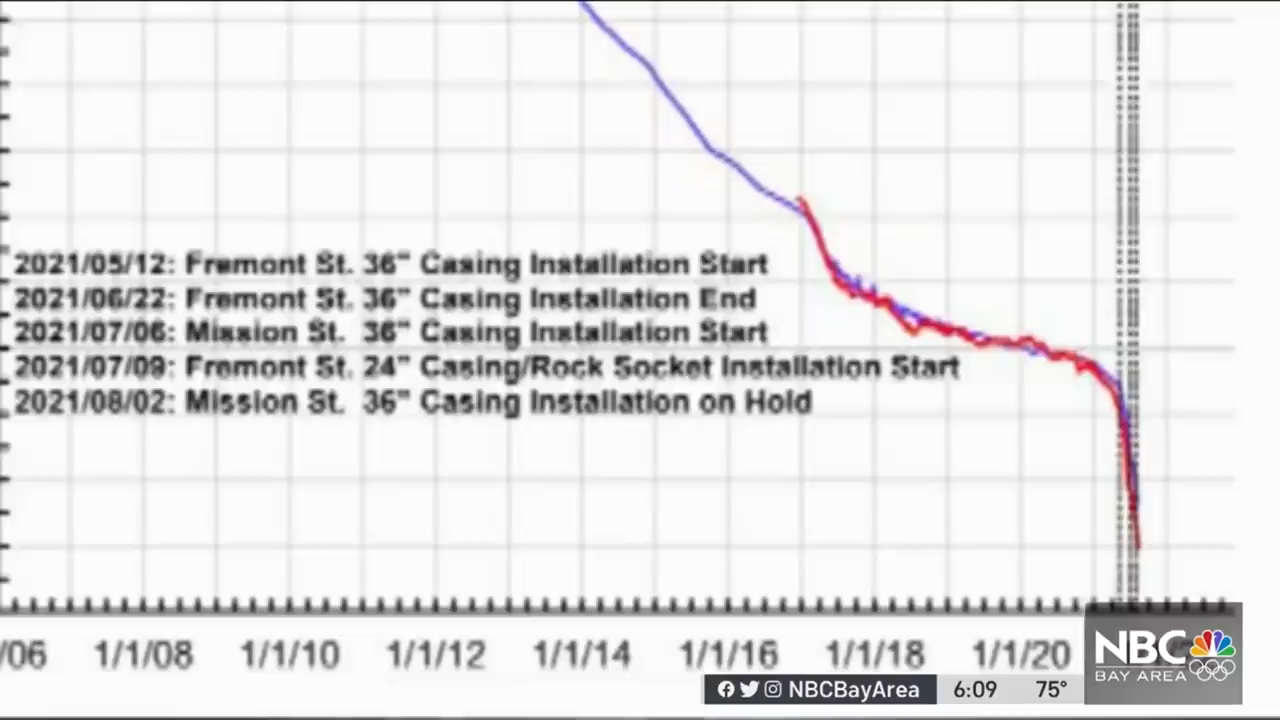 2021/05/12: Fremont St. 36" Casing Installation Start
2021/06/22: Fremont St. 36" Casing Installation End
2021/07/06: Mission St. 36" Casing Installation Start
2021/07/09: Fremont St. 24" Casing/Rock Socket Installation Start
2021/08/02: Mission St. 36" Casing Installation on Hold
/06 1/1/08 1/1/10 1/1/12 1/1/14 1/1/16 1/1/18 1/1/20
NBC
BAY AREA
NBCBayArea 6:09 75°